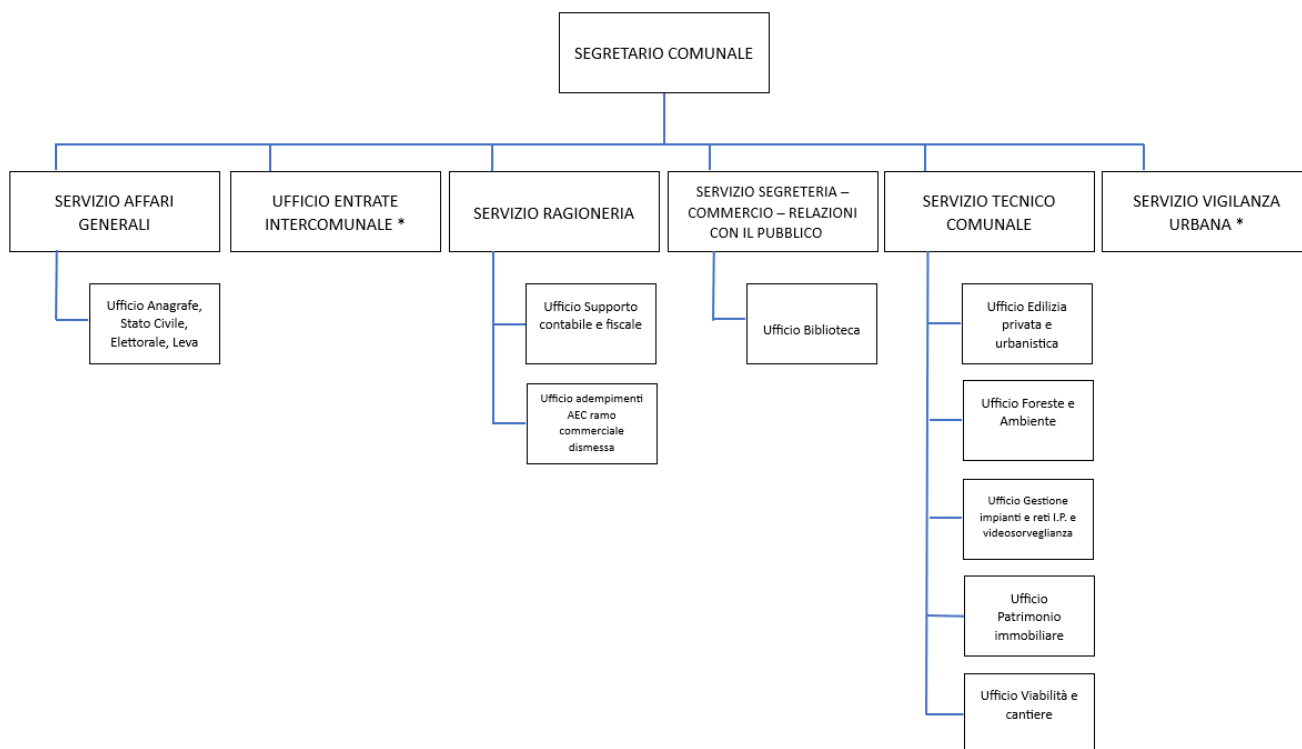 SEGRETARIO COMUNALE
SERVIZIO AFFARI
GENERALI
UFFICIO ENTRATE
INTERCOMUNALE *
SERVIZIO RAGIONERIA
SERVIZIO SEGRETERIA –
COMMERCIO – RELAZIONI
CON IL PUBBLICO
SERVIZIO TECNICO
COMUNALE
SERVIZIO VIGILANZA
URBANA *
Ufficio Anagrafe,
Stato Civile,
Elettorale, Leva
Ufficio Supporto
contabile e fiscale
Ufficio adempimenti
AEC ramo
commerciale
dismessa
Ufficio Biblioteca
Ufficio Edilizia
privata e
urbanistica
Ufficio Foreste e
Ambiente
Ufficio Gestione
impianti e reti I.P. e
videosorveglianza
Ufficio
Patrimonio
immobiliare
Ufficio Viabilità e
cantiere